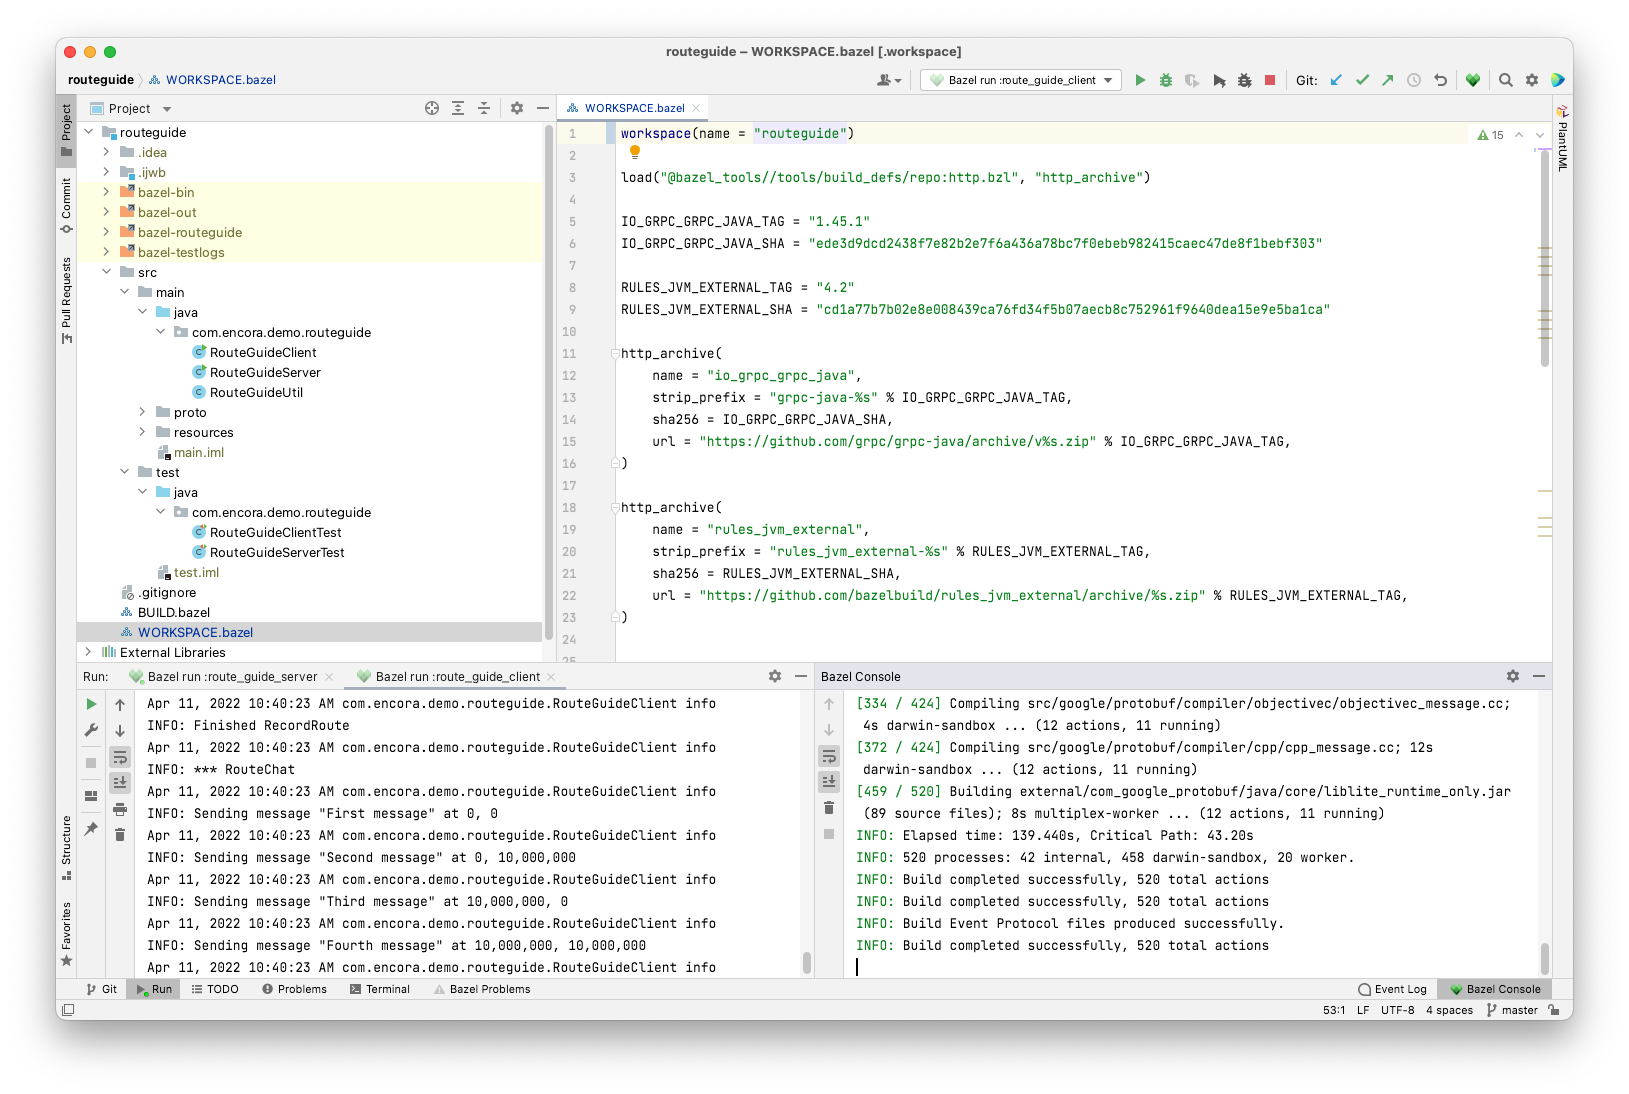 routeguide – WORKSPACE.bazel [.workspace]
routeguide WORKSPACE.bazel
Bazel run :route_guide_client
Git:
Project
Commit
Pull Requests
Structure
Favorites
Project
routeguide
.idea
.ijwb
bazel-bin
bazel-out
bazel-routeguide
bazel-testlogs
src
main
java
com.encora.demo.routeguide
RouteGuideClient
RouteGuideServer
RouteGuideUtil
proto
resources
main.iml
test
java
com.encora.demo.routeguide
RouteGuideClientTest
RouteGuideServerTest
test.iml
.gitignore
BUILD.bazel
WORKSPACE.bazel
External Libraries
WORKSPACE.bazel
15
PlantUML
1 workspace(name = "routeguide")
2
3 load("@bazel_tools//tools/build_defs/repo:http.bzl", "http_archive")
4
5 IO_GRPC_GRPC_JAVA_TAG = "1.45.1"
6 IO_GRPC_GRPC_JAVA_SHA = "ede3d9dcd2438f7e82b2e7f6a436a78bc7f0ebeb982415caec47de8f1bebf303"
7
8 RULES_JVM_EXTERNAL_TAG = "4.2"
9 RULES_JVM_EXTERNAL_SHA = "cd1a77b7b02e8e008439ca76fd34f5b07aecb8c752961f9640dea15e9e5ba1ca"
10
11 http_archive(
12 name = "io_grpc_grpc_java",
13 strip_prefix = "grpc-java-%s" % IO_GRPC_GRPC_JAVA_TAG,
14 sha256 = IO_GRPC_GRPC_JAVA_SHA,
15 url = "https://github.com/grpc/grpc-java/archive/v%s.zip" % IO_GRPC_GRPC_JAVA_TAG,
16 )
17
18 http_archive(
19 name = "rules_jvm_external",
20 strip_prefix = "rules_jvm_external-%s" % RULES_JVM_EXTERNAL_TAG,
21 sha256 = RULES_JVM_EXTERNAL_SHA,
22 url = "https://github.com/bazelbuild/rules_jvm_external/archive/%s.zip" % RULES_JVM_EXTERNAL_TAG,
23 )
24
25
Run: Bazel run :route_guide_server Bazel run :route_guide_client
Apr 11, 2022 10:40:23 AM com.encora.demo.routeguide.RouteGuideClient info
INFO: Finished RecordRoute
Apr 11, 2022 10:40:23 AM com.encora.demo.routeguide.RouteGuideClient info
INFO: *** RouteChat
Apr 11, 2022 10:40:23 AM com.encora.demo.routeguide.RouteGuideClient info
INFO: Sending message "First message" at 0, 0
Apr 11, 2022 10:40:23 AM com.encora.demo.routeguide.RouteGuideClient info
INFO: Sending message "Second message" at 0, 10,000,000
Apr 11, 2022 10:40:23 AM com.encora.demo.routeguide.RouteGuideClient info
INFO: Sending message "Third message" at 10,000,000, 0
Apr 11, 2022 10:40:23 AM com.encora.demo.routeguide.RouteGuideClient info
INFO: Sending message "Fourth message" at 10,000,000, 10,000,000
Apr 11, 2022 10:40:23 AM com.encora.demo.routeguide.RouteGuideClient info
Bazel Console
[334 / 424] Compiling src/google/protobuf/compiler/objectivec/objectivec_message.cc;
4s darwin-sandbox ... (12 actions, 11 running)
[372 / 424] Compiling src/google/protobuf/compiler/cpp/cpp_message.cc; 12s
darwin-sandbox ... (12 actions, 11 running)
[459 / 520] Building external/com_google_protobuf/java/core/liblite_runtime_only.jar
(89 source files); 8s multiplex-worker ... (12 actions, 11 running)
INFO: Elapsed time: 139.440s, Critical Path: 43.20s
INFO: 520 processes: 42 internal, 458 darwin-sandbox, 20 worker.
INFO: Build completed successfully, 520 total actions
INFO: Build completed successfully, 520 total actions
INFO: Build Event Protocol files produced successfully.
INFO: Build completed successfully, 520 total actions
Git Run TODO Problems Terminal Bazel Problems Event Log Bazel Console
53:1 LF UTF-8 4 spaces master